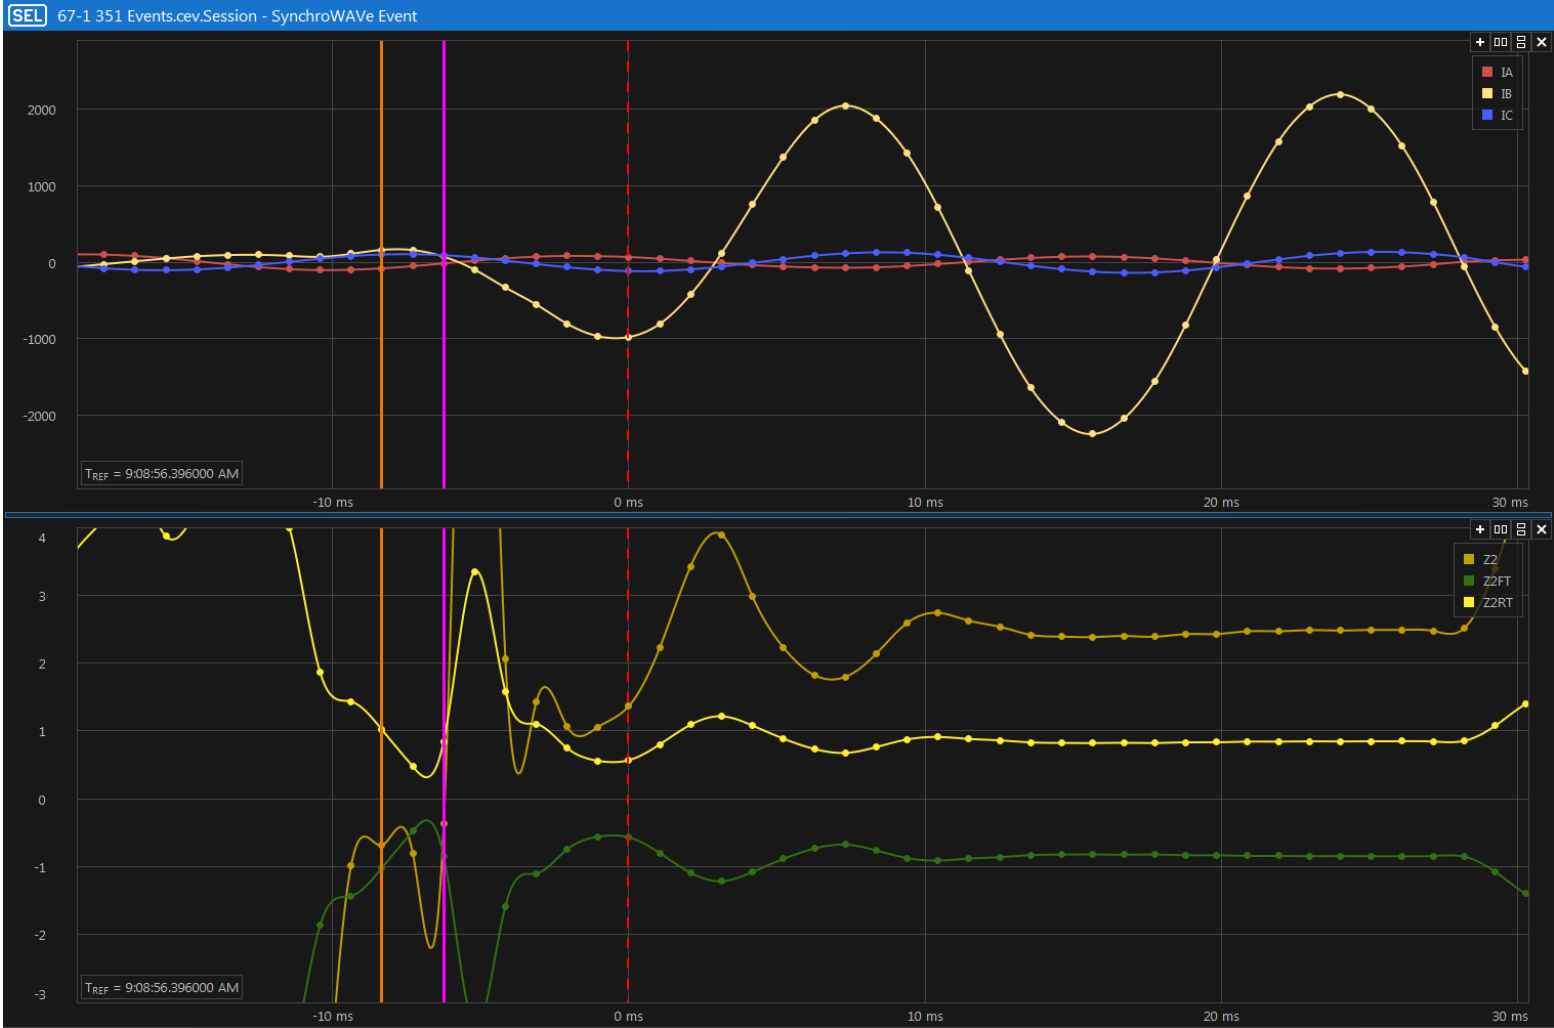 SEL 67-1 351 Events.cev.Session - SynchroWAVe Event
IA
IB
IC
2000
1000
0
-1000
-2000
TREF = 9:08:56.396000 AM
-10 ms 0 ms 10 ms 20 ms 30 ms
Z2
Z2FT
Z2RT
4
3
2
1
0
-1
-2
-3
TREF = 9:08:56.396000 AM
-10 ms 0 ms 10 ms 20 ms 30 ms